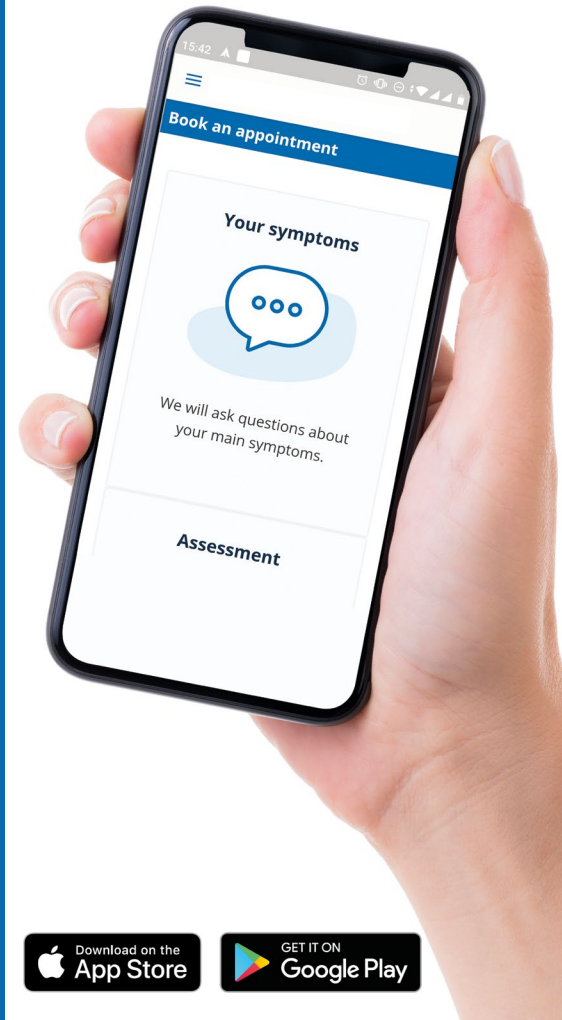 15:42
Book an appointment
Your symptoms
We will ask questions about
your main symptoms.
Assessment
Download on the
App Store
GET IT ON
Google Play